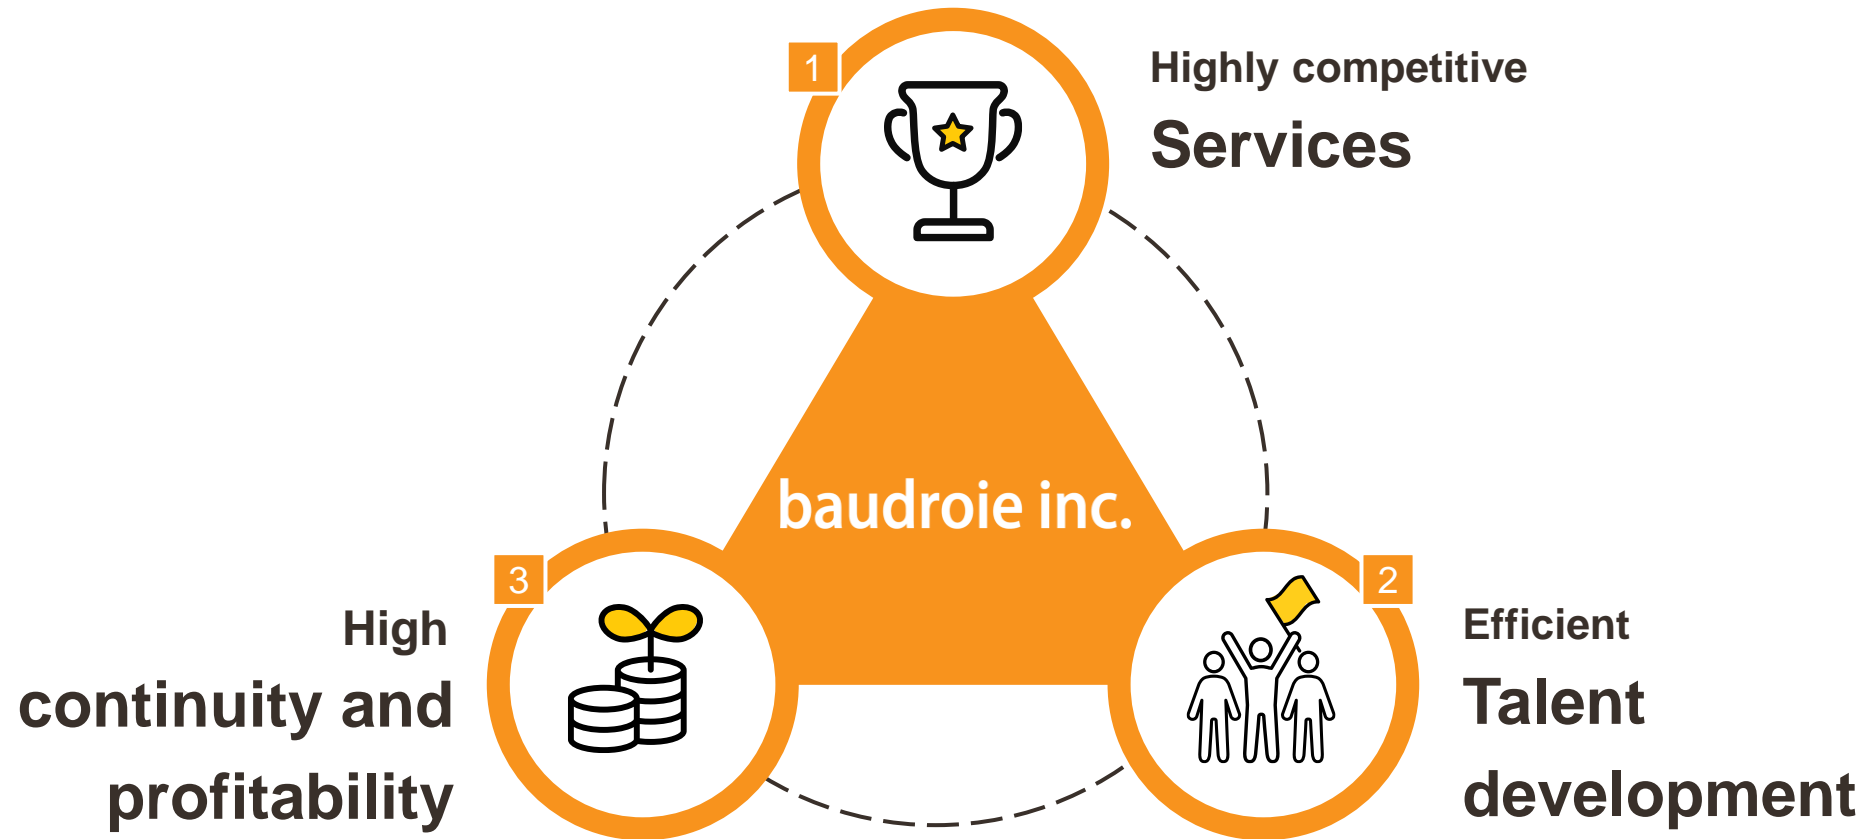 1
Highly competitive
Services
baudroie inc.
2
Efficient
Talent
development
3
High
continuity and
profitability